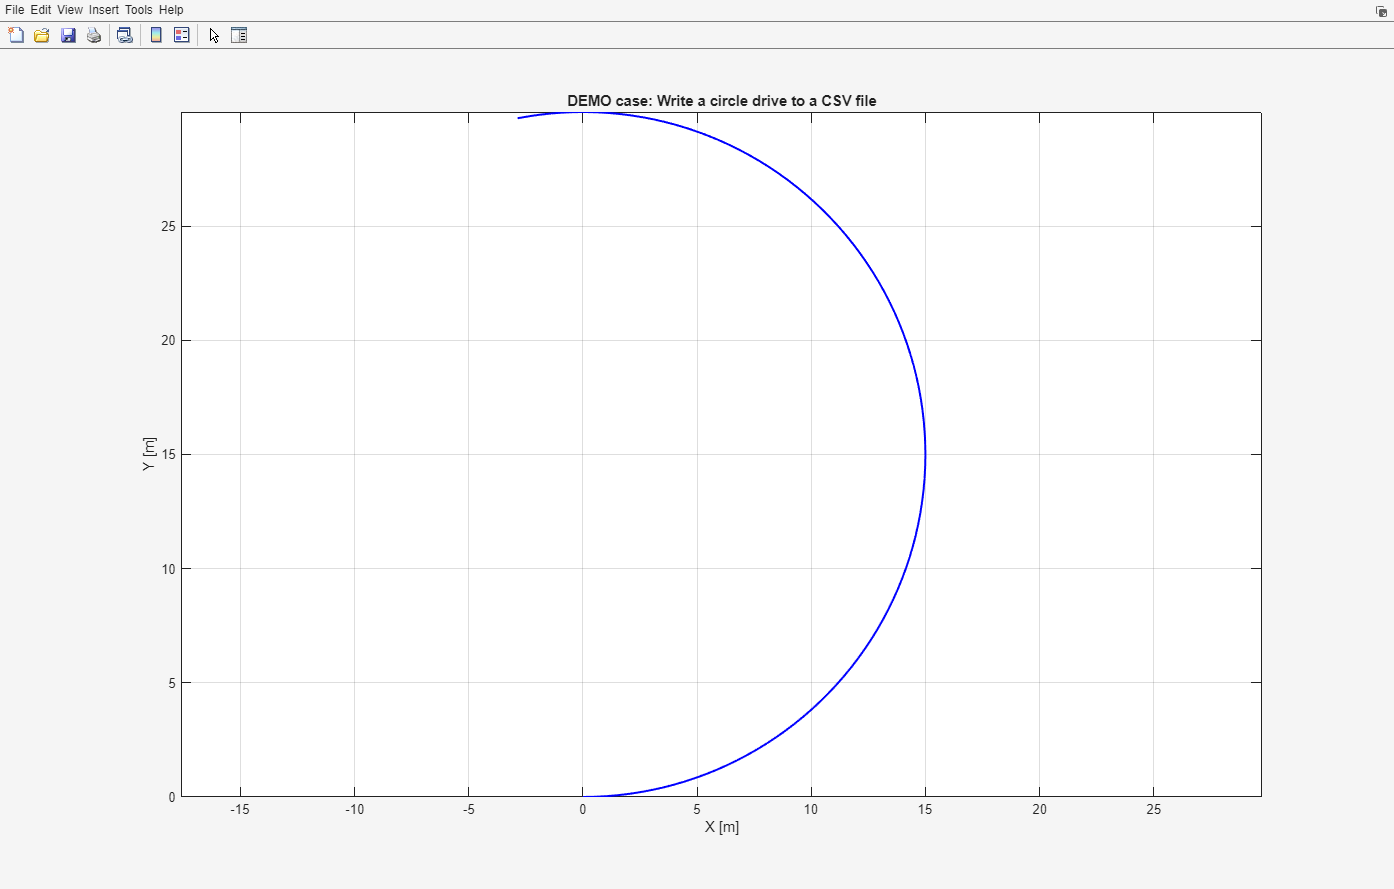 File Edit View Insert Tools Help
DEMO case: Write a circle drive to a CSV file
25
20
15
10
5
0
Y [m]
-15 -10 -5 0 5 10 15 20 25
X [m]